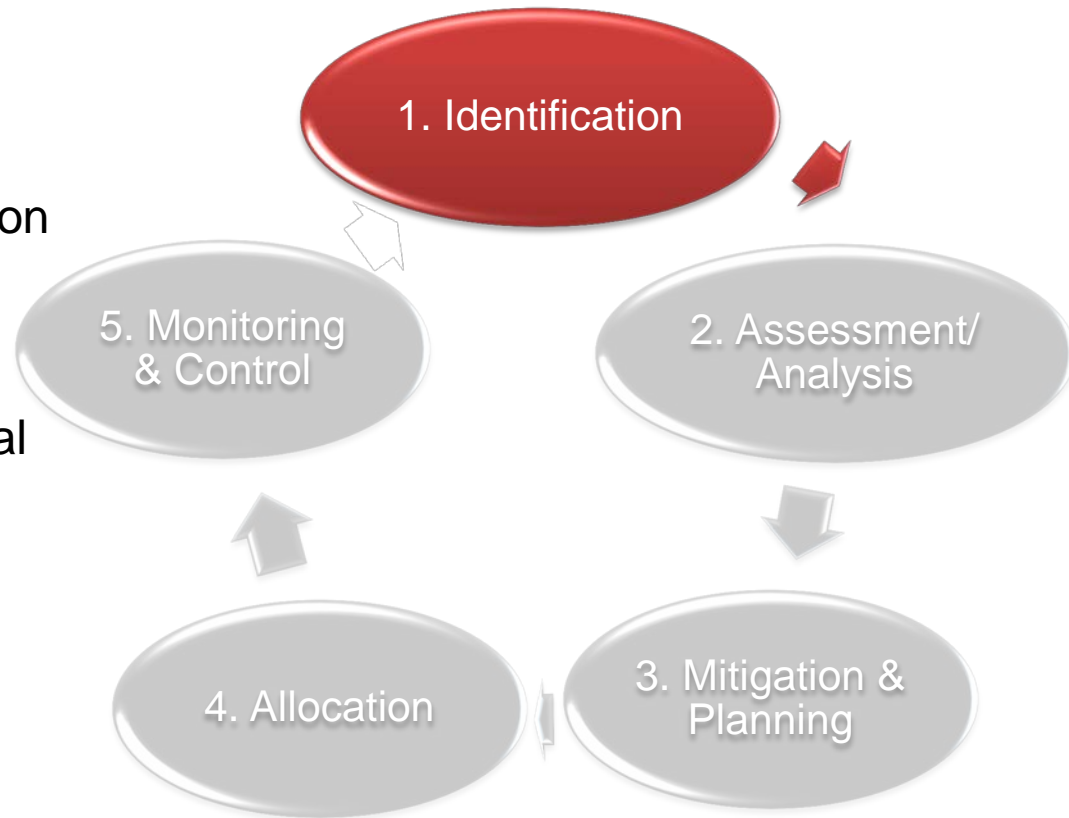 1. Identification
on
5. Monitoring
& Control
2. Assessment/
Analysis
al
4. Allocation
3. Mitigation &
Planning